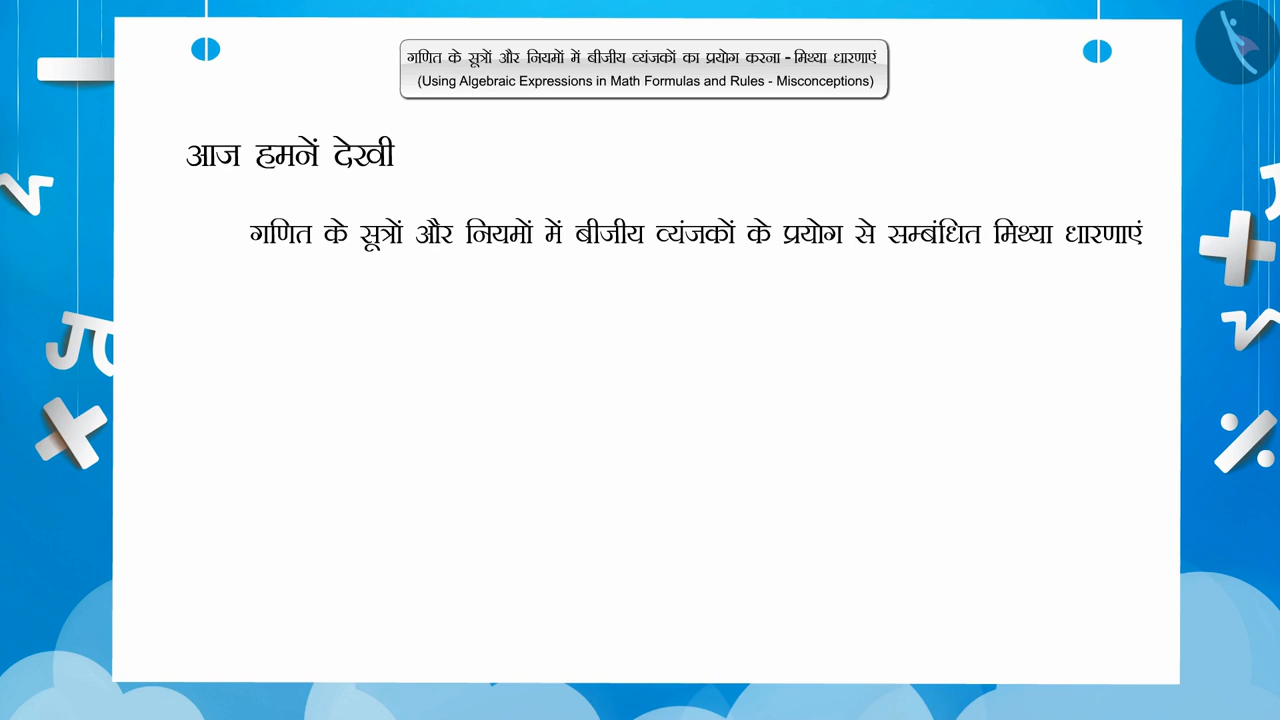 गणित के सूत्रों और नियमों में बीजीय व्यंजकों का प्रयोग करना - मिथ्या धारणाएं
(Using Algebraic Expressions in Math Formulas and Rules - Misconceptions)
आज हमनें देखी
गणित के सूत्रों और नियमों में बीजीय व्यंजकों के प्रयोग से सम्बंधित मिथ्या धारणाएं